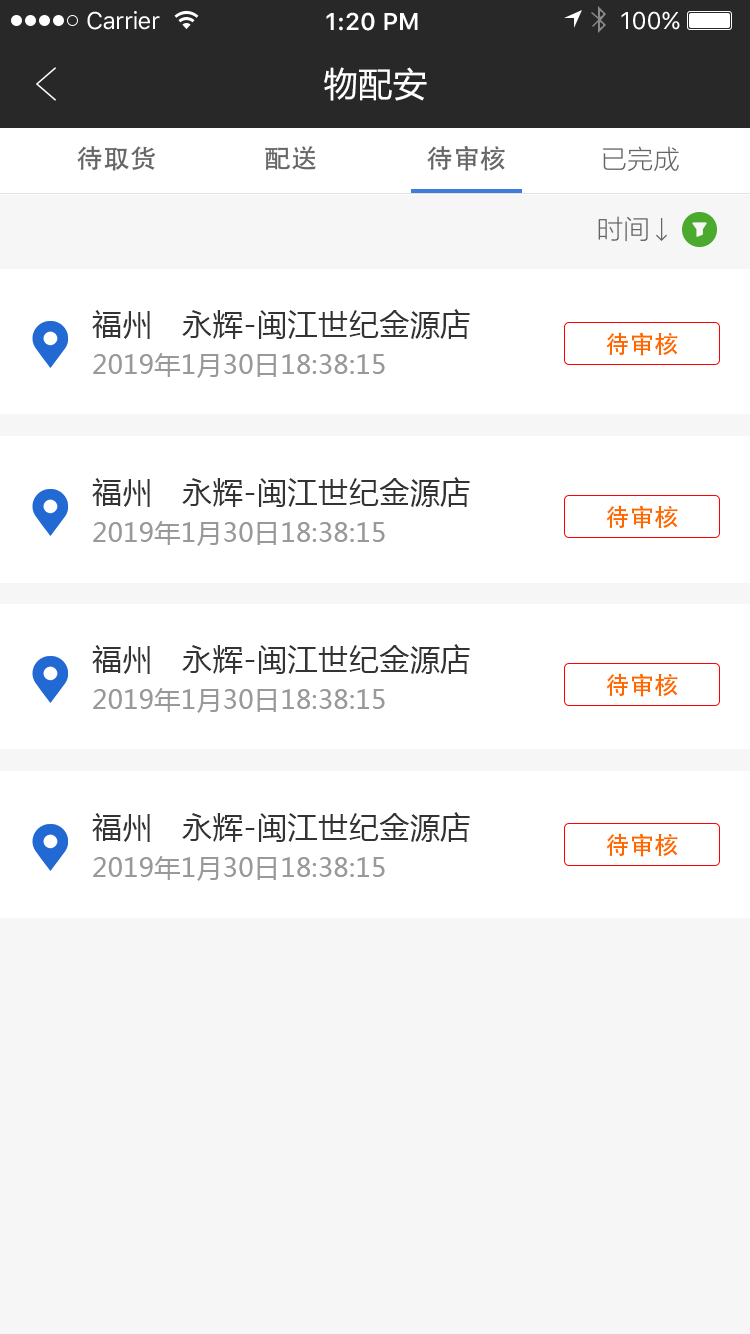 Carrier 1:20 PM 100%
物配安
待取货 配送 待审核 已完成
时间↓
福州　永辉-闽江世纪金源店
2019年1月30日18:38:15
待审核
福州　永辉-闽江世纪金源店
2019年1月30日18:38:15
待审核
福州　永辉-闽江世纪金源店
2019年1月30日18:38:15
待审核
福州　永辉-闽江世纪金源店
2019年1月30日18:38:15
待审核